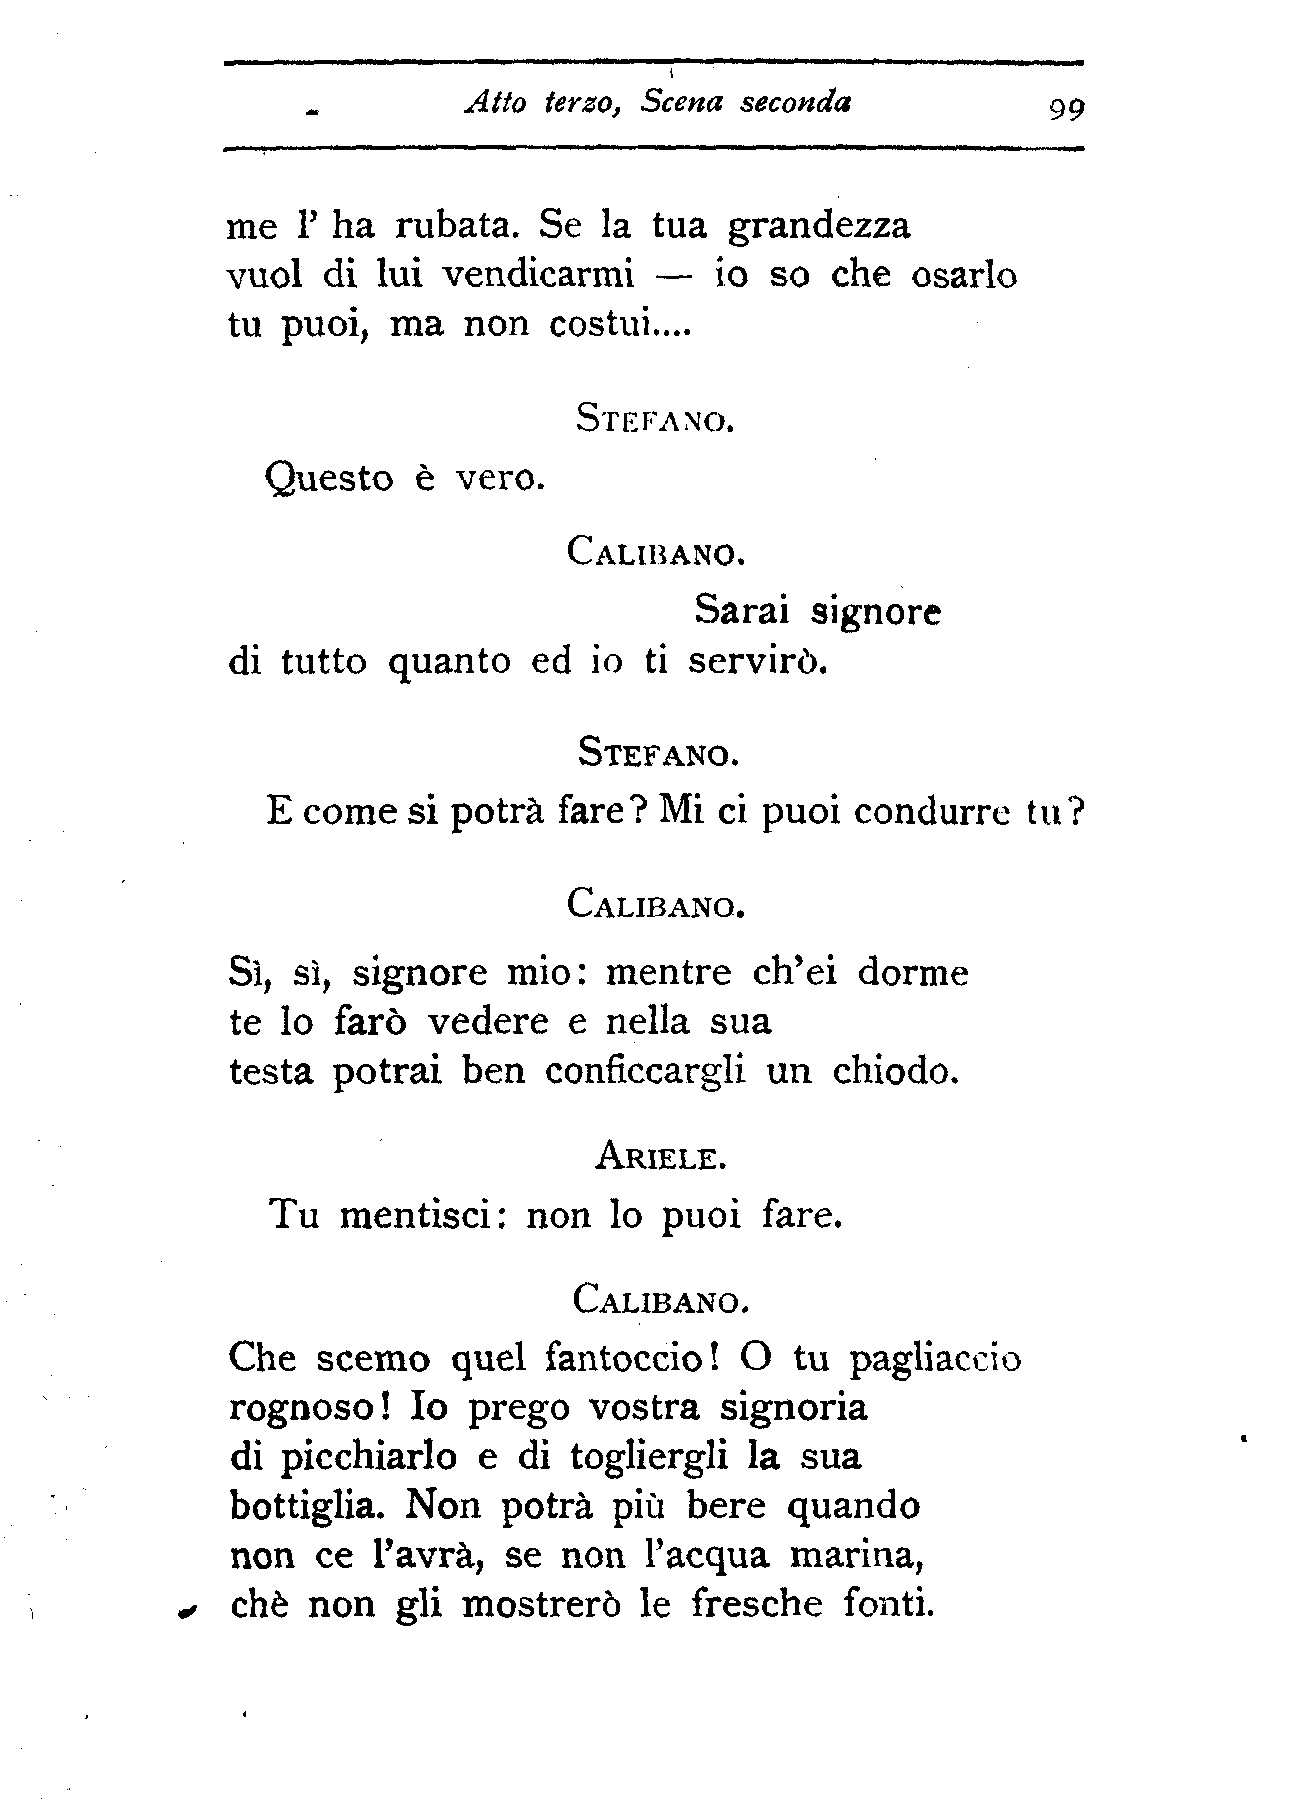 Atto terzo, Scena seconda 99
me l' ha rubata. Se la tua grandezza
vuol di lui vendicarmi — io so che osarlo
tu puoi, ma non costui....
STEFANO.
Questo è vero.
CALIBANO.
Sarai signore
di tutto quanto ed io ti servirò.
STEFANO.
E come si potrà fare? Mi ci puoi condurre tu?
CALIBANO.
Sì, sì, signore mio: mentre ch'ei dorme
te lo farò vedere e nella sua
testa potrai ben conficcargli un chiodo.
ARIELE.
Tu mentisci: non lo puoi fare.
CALIBANO.
Che scemo quel fantoccio! O tu pagliaccio
rognoso! Io prego vostra signoria
di picchiarlo e di togliergli la sua
bottiglia. Non potrà più bere quando
non ce l'avrà, se non l'acqua marina,
chè non gli mostrerò le fresche fonti.